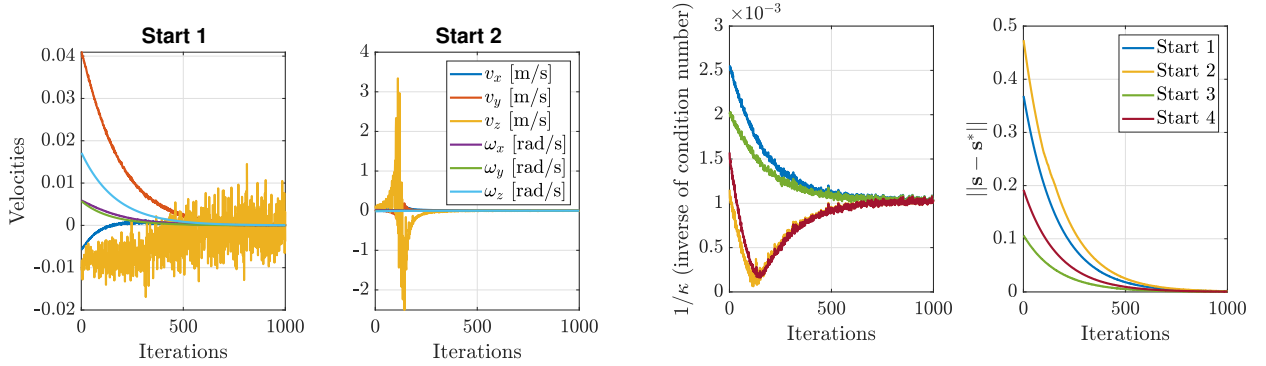 Start 1
Velocities
0.04
0.03
0.02
0.01
0
-0.01
-0.02
0
500
1000
Iterations
Start 2
4
3
2
1
0
-1
-2
0
500
1000
Iterations
v_x [m/s]
v_y [m/s]
v_z [m/s]
ω_x [rad/s]
ω_y [rad/s]
ω_z [rad/s]
×10⁻³
1/κ (inverse of condition number)
3
2.5
2
1.5
1
0.5
0
0
500
1000
Iterations
||s − s*||
0.5
0.4
0.3
0.2
0.1
0
0
500
1000
Iterations
Start 1
Start 2
Start 3
Start 4